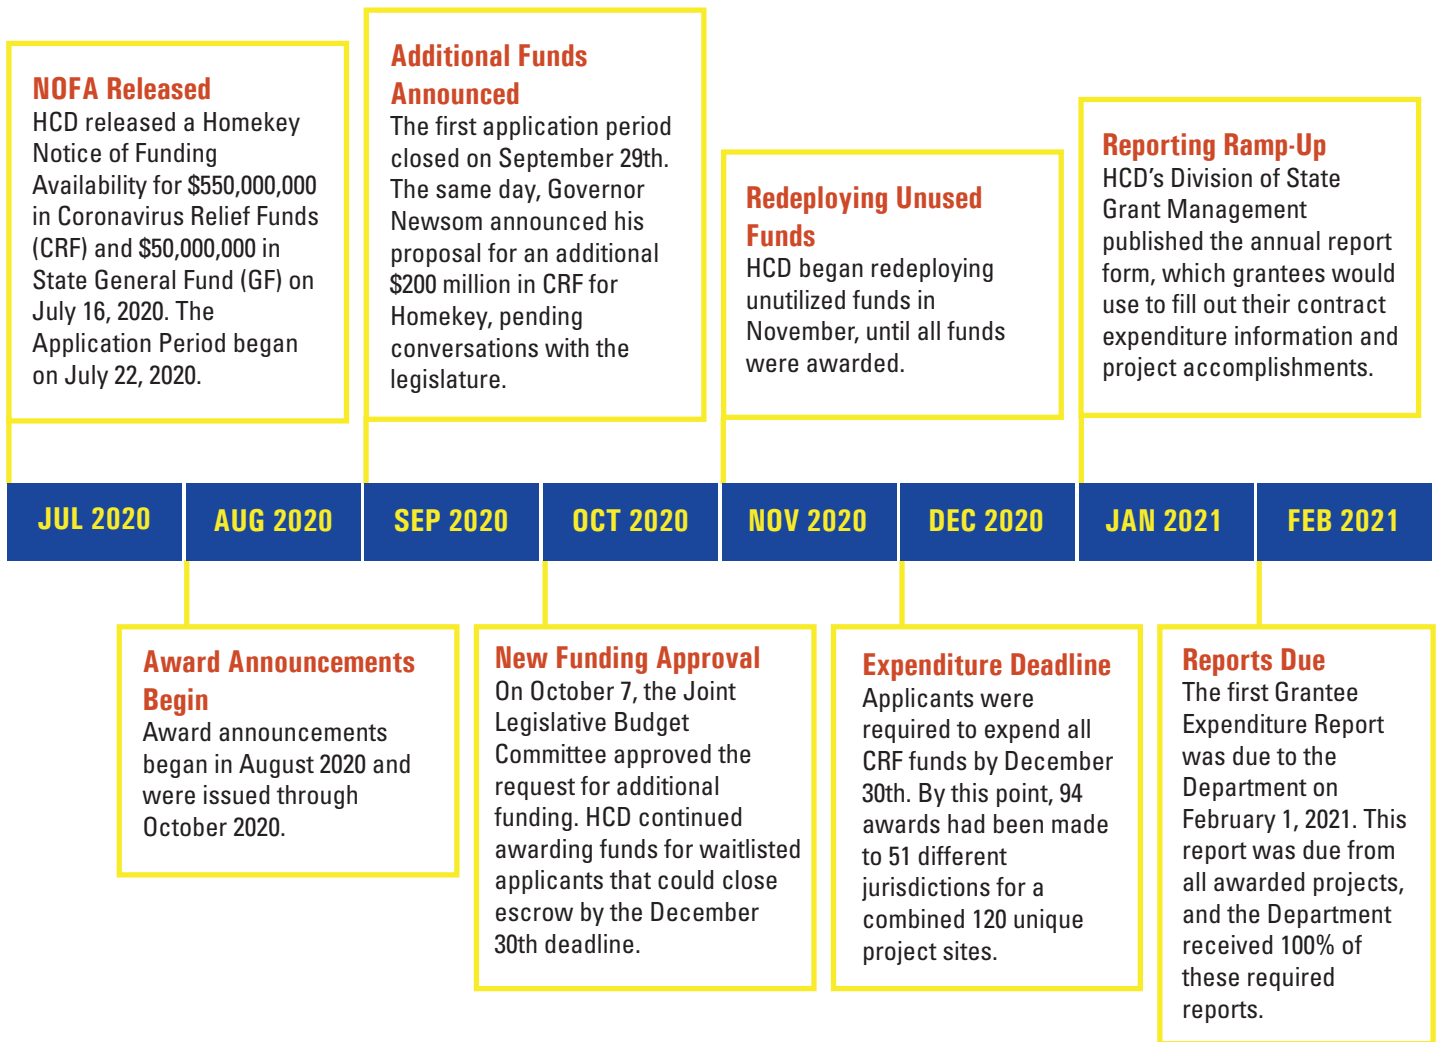 NOFA Released
HCD released a Homekey
Notice of Funding
Availability for $550,000,000
in Coronavirus Relief Funds
(CRF) and $50,000,000 in
State General Fund (GF) on
July 16, 2020. The
Application Period began
on July 22, 2020.
Additional Funds
Announced
The first application period
closed on September 29th.
The same day, Governor
Newsom announced his
proposal for an additional
$200 million in CRF for
Homekey, pending
conversations with the
legislature.
Redeploying Unused
Funds
HCD began redeploying
unutilized funds in
November, until all funds
were awarded.
Reporting Ramp-Up
HCD’s Division of State
Grant Management
published the annual report
form, which grantees would
use to fill out their contract
expenditure information and
project accomplishments.
JUL 2020
AUG 2020
SEP 2020
OCT 2020
NOV 2020
DEC 2020
JAN 2021
FEB 2021
Award Announcements
Begin
Award announcements
began in August 2020 and
were issued through
October 2020.
New Funding Approval
On October 7, the Joint
Legislative Budget
Committee approved the
request for additional
funding. HCD continued
awarding funds for waitlisted
applicants that could close
escrow by the December
30th deadline.
Expenditure Deadline
Applicants were
required to expend all
CRF funds by December
30th. By this point, 94
awards had been made
to 51 different
jurisdictions for a
combined 120 unique
project sites.
Reports Due
The first Grantee
Expenditure Report
was due to the
Department on
February 1, 2021. This
report was due from
all awarded projects,
and the Department
received 100% of
these required
reports.